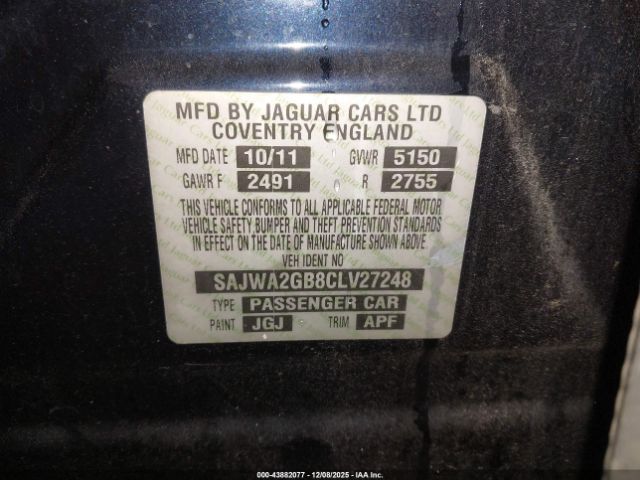 MFD BY JAGUAR CARS LTD
COVENTRY ENGLAND
MFD DATE 10/11 GVWR 5150
GAWR F 2491 R 2755
THIS VEHICLE CONFORMS TO ALL APPLICABLE FEDERAL MOTOR
VEHICLE SAFETY BUMPER AND THEFT PREVENTION STANDARDS
IN EFFECT ON THE DATE OF MANUFACTURE SHOWN ABOVE
VEH IDENT NO
SAJWA2GB8CLV27248
TYPE PASSENGER CAR
PAINT JGJ TRIM APF
000-43882077 - 12/08/2025 - IAA Inc.